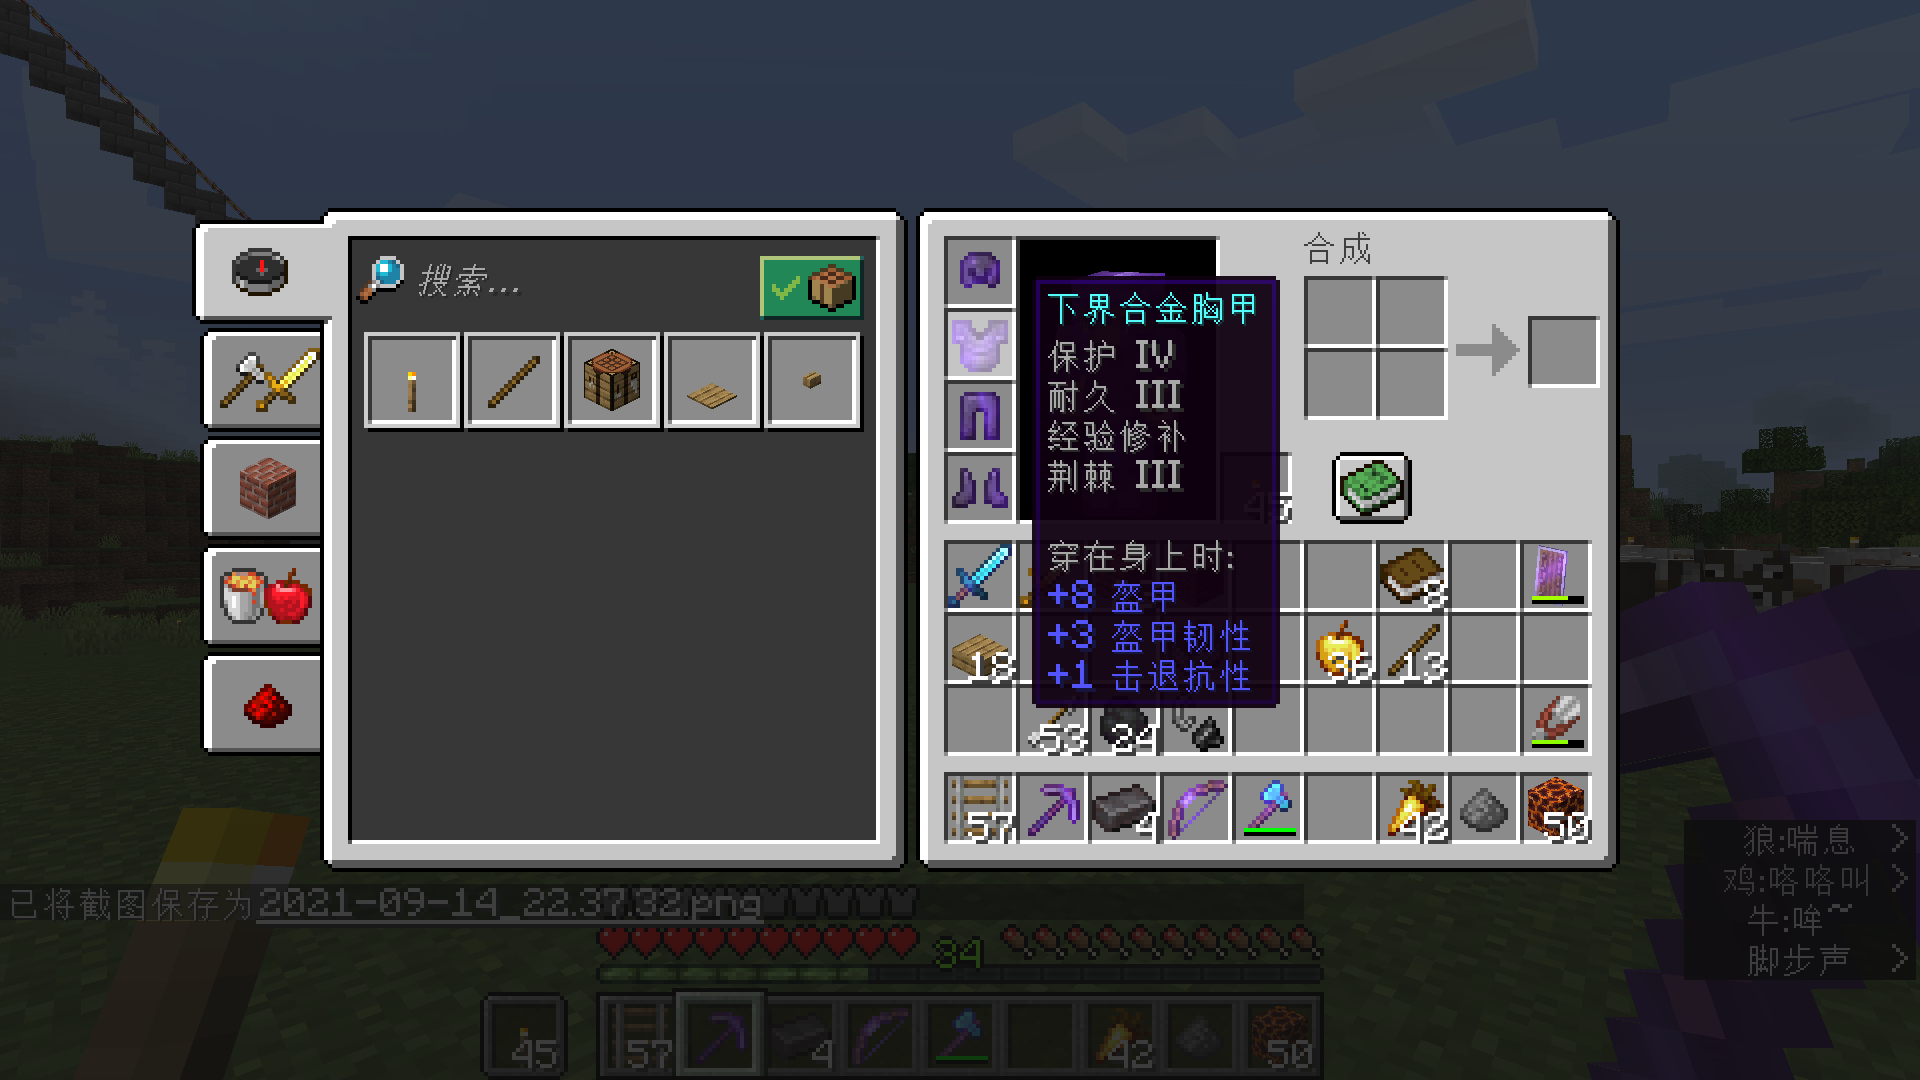 搜索...
合成
下界合金胸甲
保护 IV
耐久 III
经验修补
荆棘 III
穿在身上时:
+8 盔甲
+3 盔甲韧性
+1 击退抗性
45
3
18
36
13
53
34
57
4
42
50
狼:喘息 >
鸡:咯咯叫 >
牛:哞~
脚步声 >
已将截图保存为2021-09-14_22.37.32.png
34
45
57
4
42
50